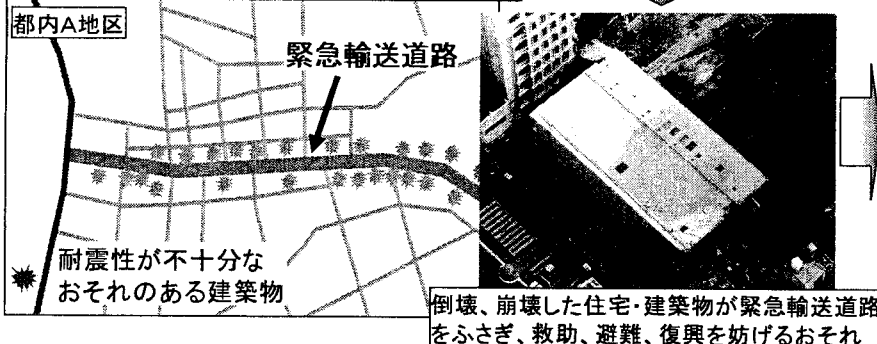 都内A地区
緊急輸送道路
耐震性が不十分な
おそれのある建築物
倒壊、崩壊した住宅・建築物が緊急輸送道路
をふさぎ、救助、避難、復興を妨げるおそれ